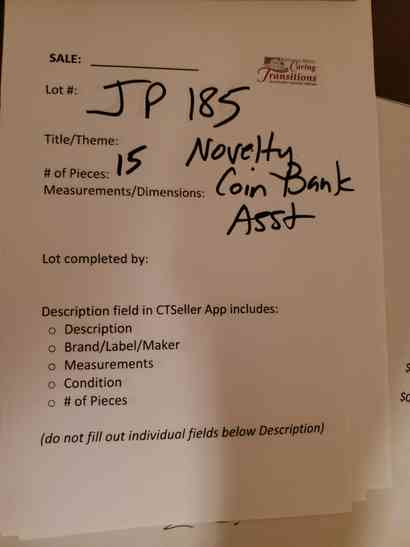 SALE:
Caring
Transitions
Lot #: JP 185
Title/Theme: Novelty
# of Pieces: 15
Measurements/Dimensions: Coin Bank
Asst
Lot completed by:
Description field in CTSeller App includes:
o Description
o Brand/Label/Maker
o Measurements
o Condition
o # of Pieces
(do not fill out individual fields below Description)
$